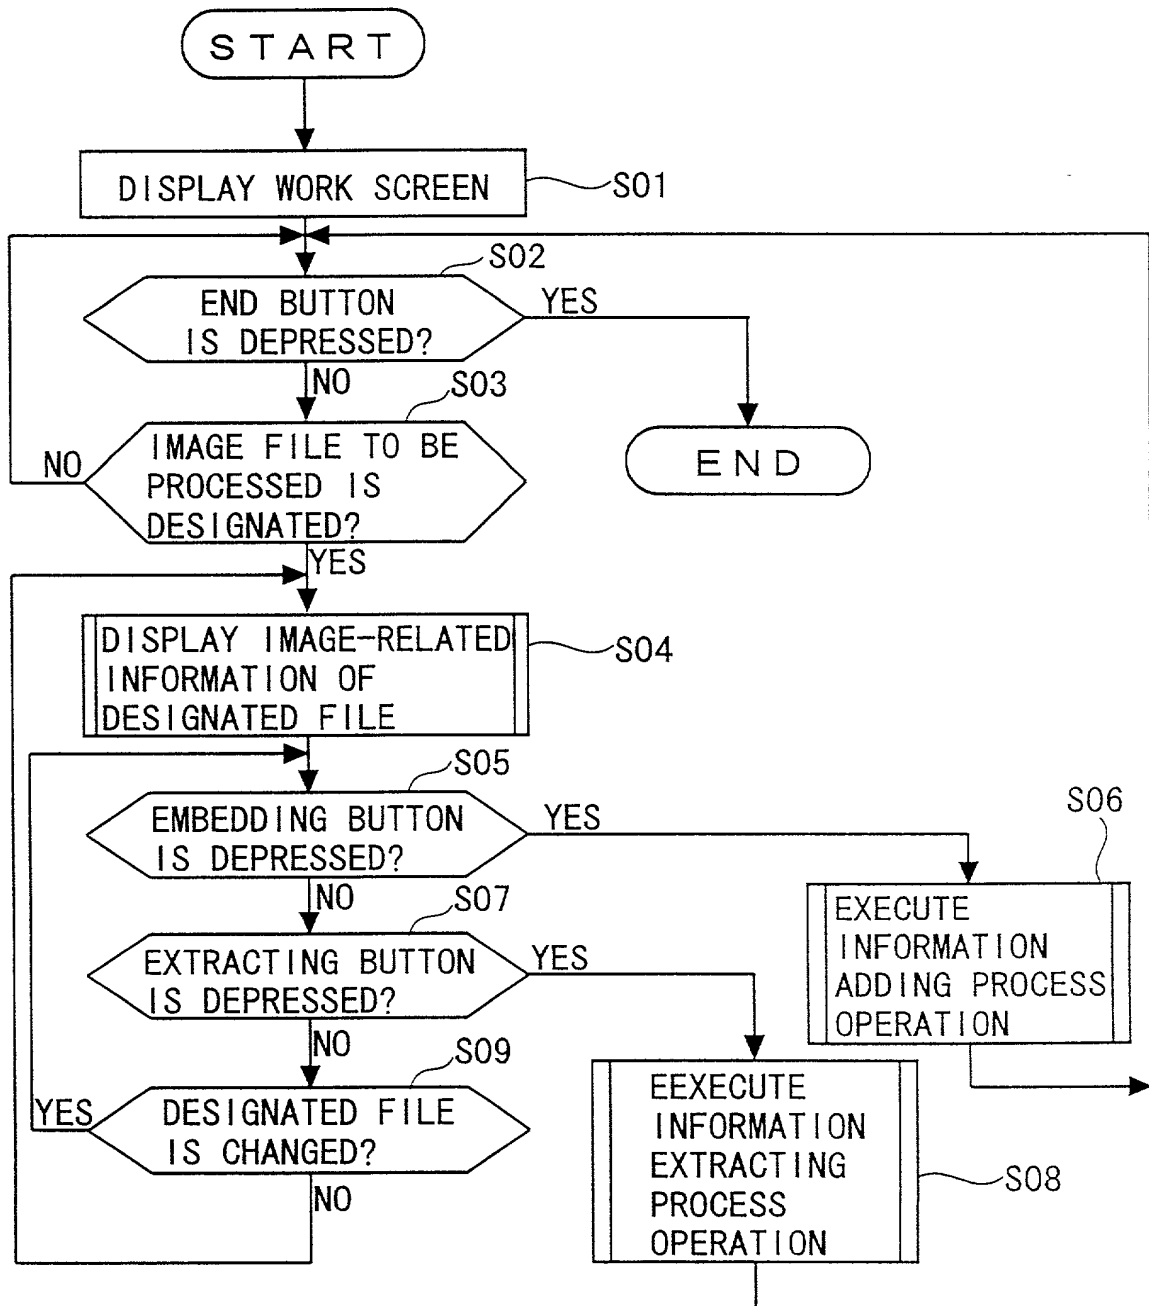 START
DISPLAY WORK SCREEN
S01
S02
END BUTTON
IS DEPRESSED?
YES
NO
S03
IMAGE FILE TO BE
PROCESSED IS
DESIGNATED?
NO
END
YES
DISPLAY IMAGE-RELATED
INFORMATION OF
DESIGNATED FILE
S04
S05
EMBEDDING BUTTON
IS DEPRESSED?
YES
S06
EXECUTE
INFORMATION
ADDING PROCESS
OPERATION
NO
S07
EXTRACTING BUTTON
IS DEPRESSED?
YES
NO
S09
DESIGNATED FILE
IS CHANGED?
YES
NO
EEXECUTE
INFORMATION
EXTRACTING
PROCESS
OPERATION
S08